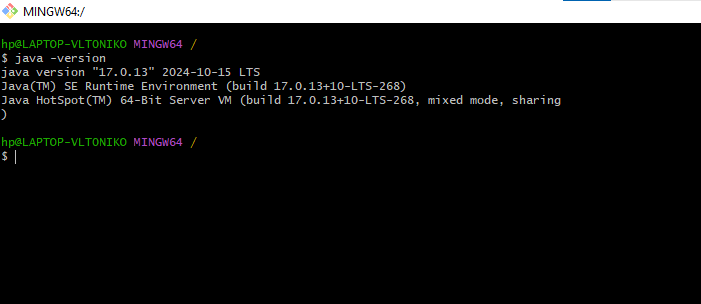 MINGW64:/
hp@LAPTOP-VLTONIKO MINGW64 /
$ java -version
java version "17.0.13" 2024-10-15 LTS
Java(TM) SE Runtime Environment (build 17.0.13+10-LTS-268)
Java HotSpot(TM) 64-Bit Server VM (build 17.0.13+10-LTS-268, mixed mode, sharing
)
hp@LAPTOP-VLTONIKO MINGW64 /
$